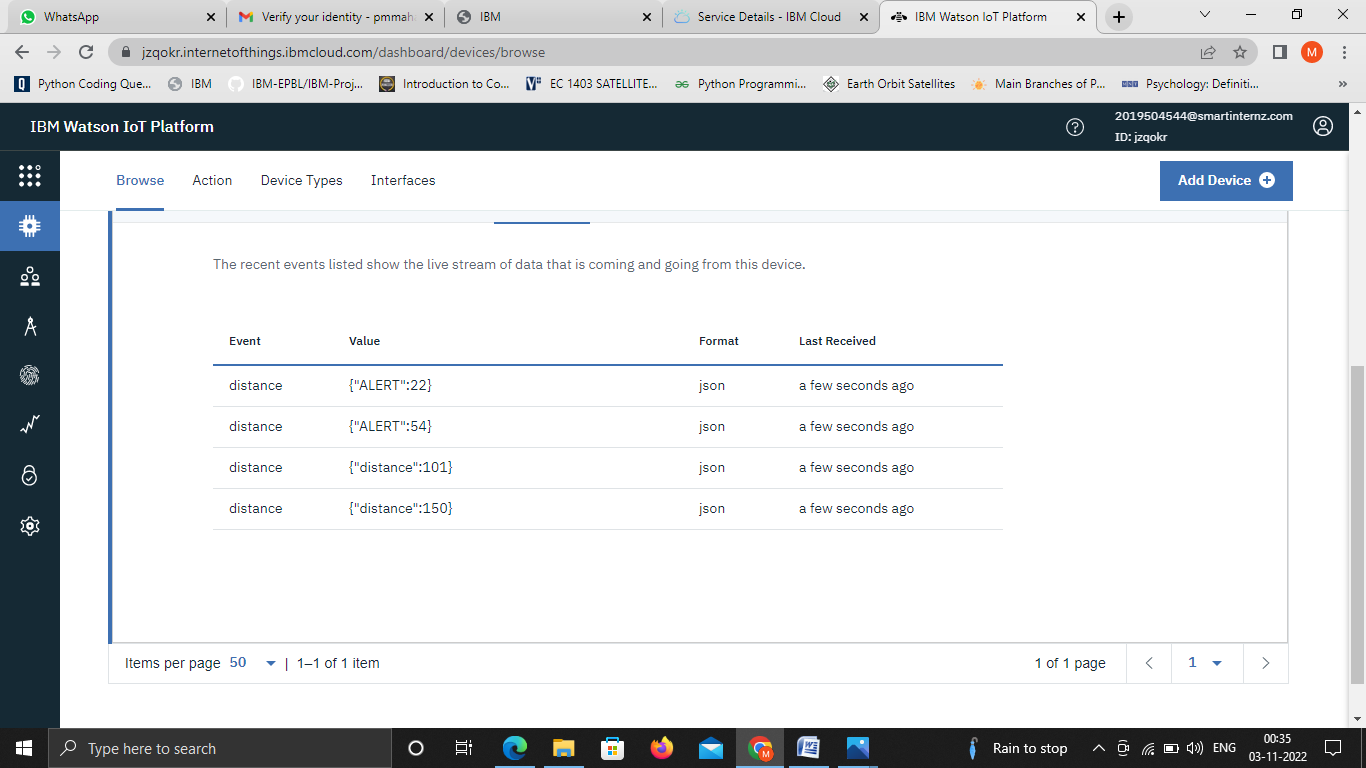 WhatsApp
Verify your identity - pmmah
IBM
Service Details - IBM Cloud
IBM Watson IoT Platform
jzqokr.internetofthings.ibmcloud.com/dashboard/devices/browse
M
Python Coding Que...
IBM
IBM-EPBL/IBM-Proj...
Introduction to Co...
EC 1403 SATELLITE...
Python Programmi...
Earth Orbit Satellites
Main Branches of P...
Psychology: Definiti...
IBM Watson IoT Platform
2019504544@smartinternz.com
ID: jzqokr
Browse
Action
Device Types
Interfaces
Add Device
The recent events listed show the live stream of data that is coming and going from this device.
Event Value Format Last Received
distance {"ALERT":22} json a few seconds ago
distance {"ALERT":54} json a few seconds ago
distance {"distance":101} json a few seconds ago
distance {"distance":150} json a few seconds ago
Items per page 50 | 1–1 of 1 item
1 of 1 page
1
Type here to search
Rain to stop
ENG
00:35
03-11-2022